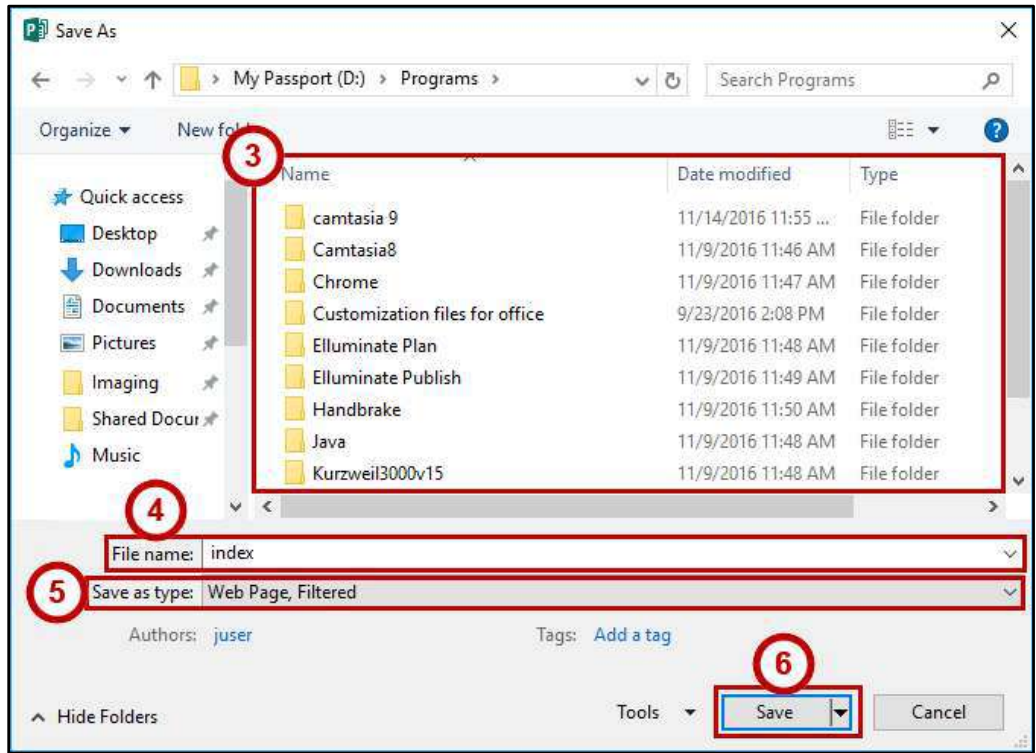 Save As
My Passport (D:) > Programs >
Search Programs
Organize
New
3
Name Date modified Type
Quick access
Desktop
Downloads
Documents
Pictures
Imaging
Shared Docur
Music
camtasia 9 11/14/2016 11:55 ... File folder
Camtasia8 11/9/2016 11:46 AM File folder
Chrome 11/9/2016 11:47 AM File folder
Customization files for office 9/23/2016 2:08 PM File folder
Elluminate Plan 11/9/2016 11:48 AM File folder
Elluminate Publish 11/9/2016 11:49 AM File folder
Handbrake 11/9/2016 11:50 AM File folder
Java 11/9/2016 11:48 AM File folder
Kurzweil3000v15 11/9/2016 11:48 AM File folder
4
File name: index
5
Save as type: Web Page, Filtered
Authors: juser Tags: Add a tag
6
Hide Folders Tools Save Cancel